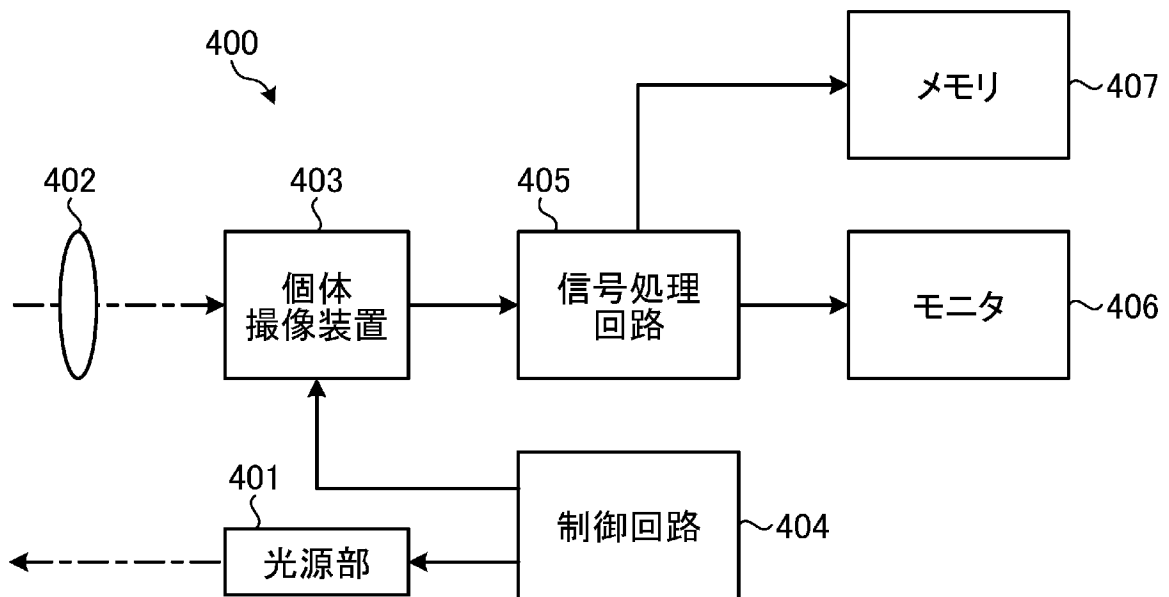 400
メモリ
407
402
403
405
個体
撮像装置
信号処理
回路
モニタ
406
401
光源部
制御回路
404